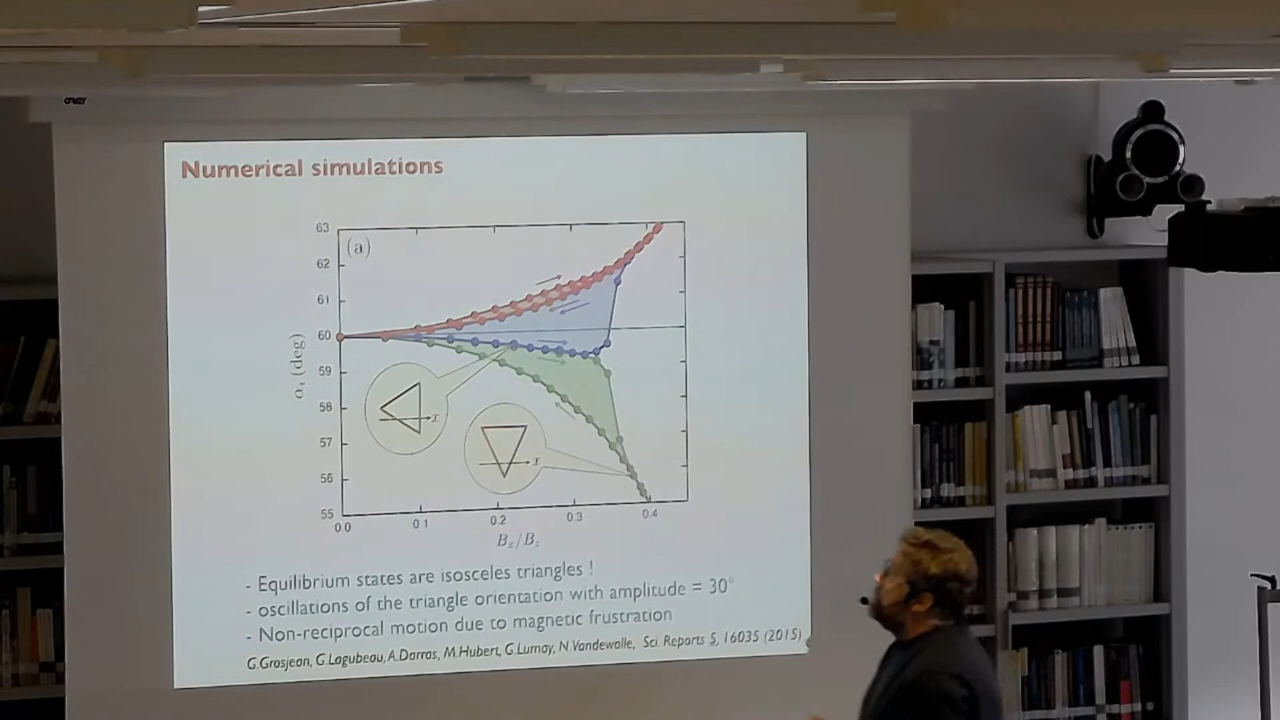 Numerical simulations
(a)
63
62
61
60
59
58
57
56
55
αᵢ (deg)
x
x
0.0 0.1 0.2 0.3 0.4
Bₓ/B_z
- Equilibrium states are isosceles triangles !
- oscillations of the triangle orientation with amplitude = 30°
- Non-reciprocal motion due to magnetic frustration
G.Grosjean, G.Lagubeau, A.Darras, M.Hubert, G.Lumay, N.Vandewalle, Sci. Reports 5, 16035 (2015)